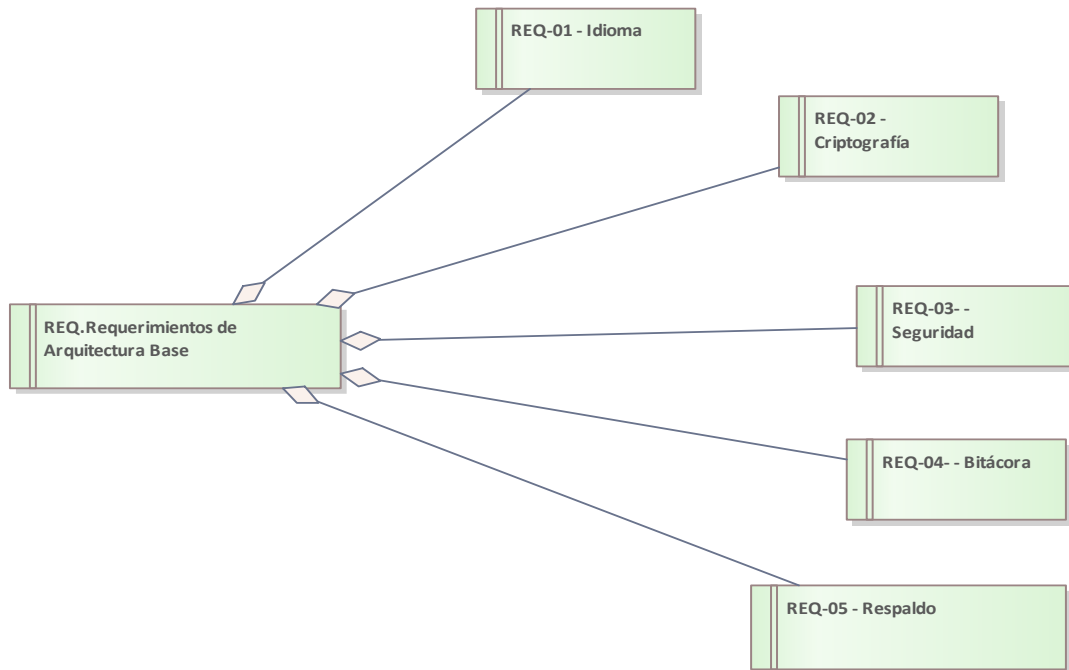 REQ-01 - Idioma
REQ-02 -
Criptografía
REQ.Requerimientos de
Arquitectura Base
REQ-03- -
Seguridad
REQ-04- - Bitácora
REQ-05 - Respaldo